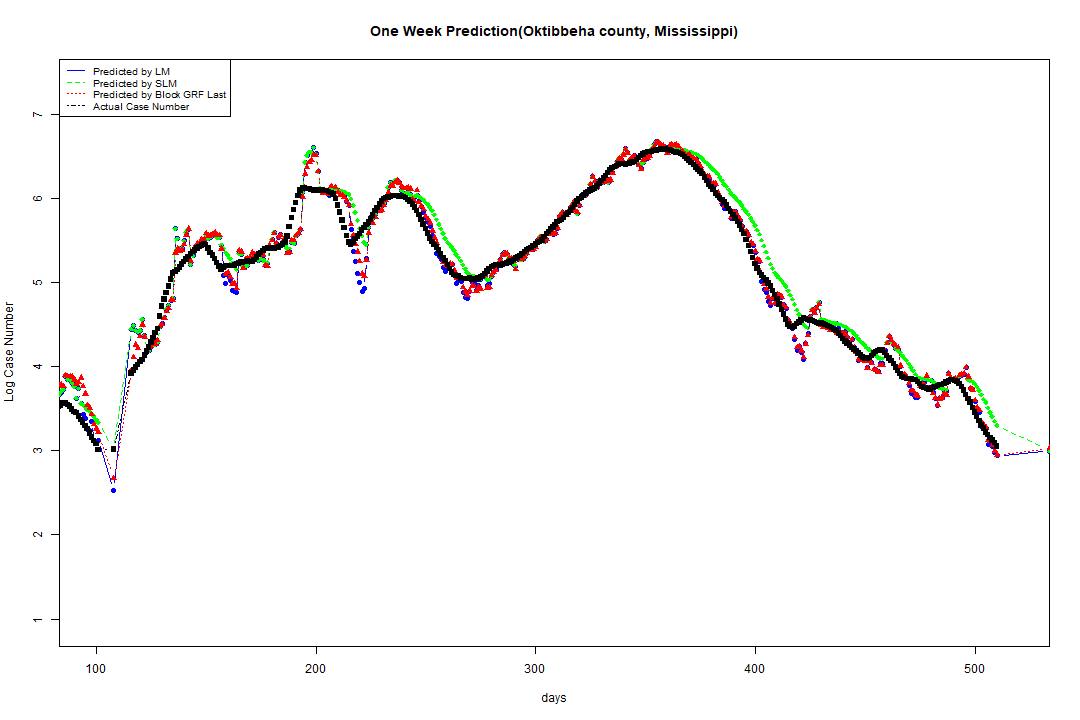 One Week Prediction(Oktibbeha county, Mississippi)
Predicted by LM
Predicted by SLM
Predicted by Block GRF Last
Actual Case Number
7
6
5
4
3
2
1
Log Case Number
100 200 300 400 500
days